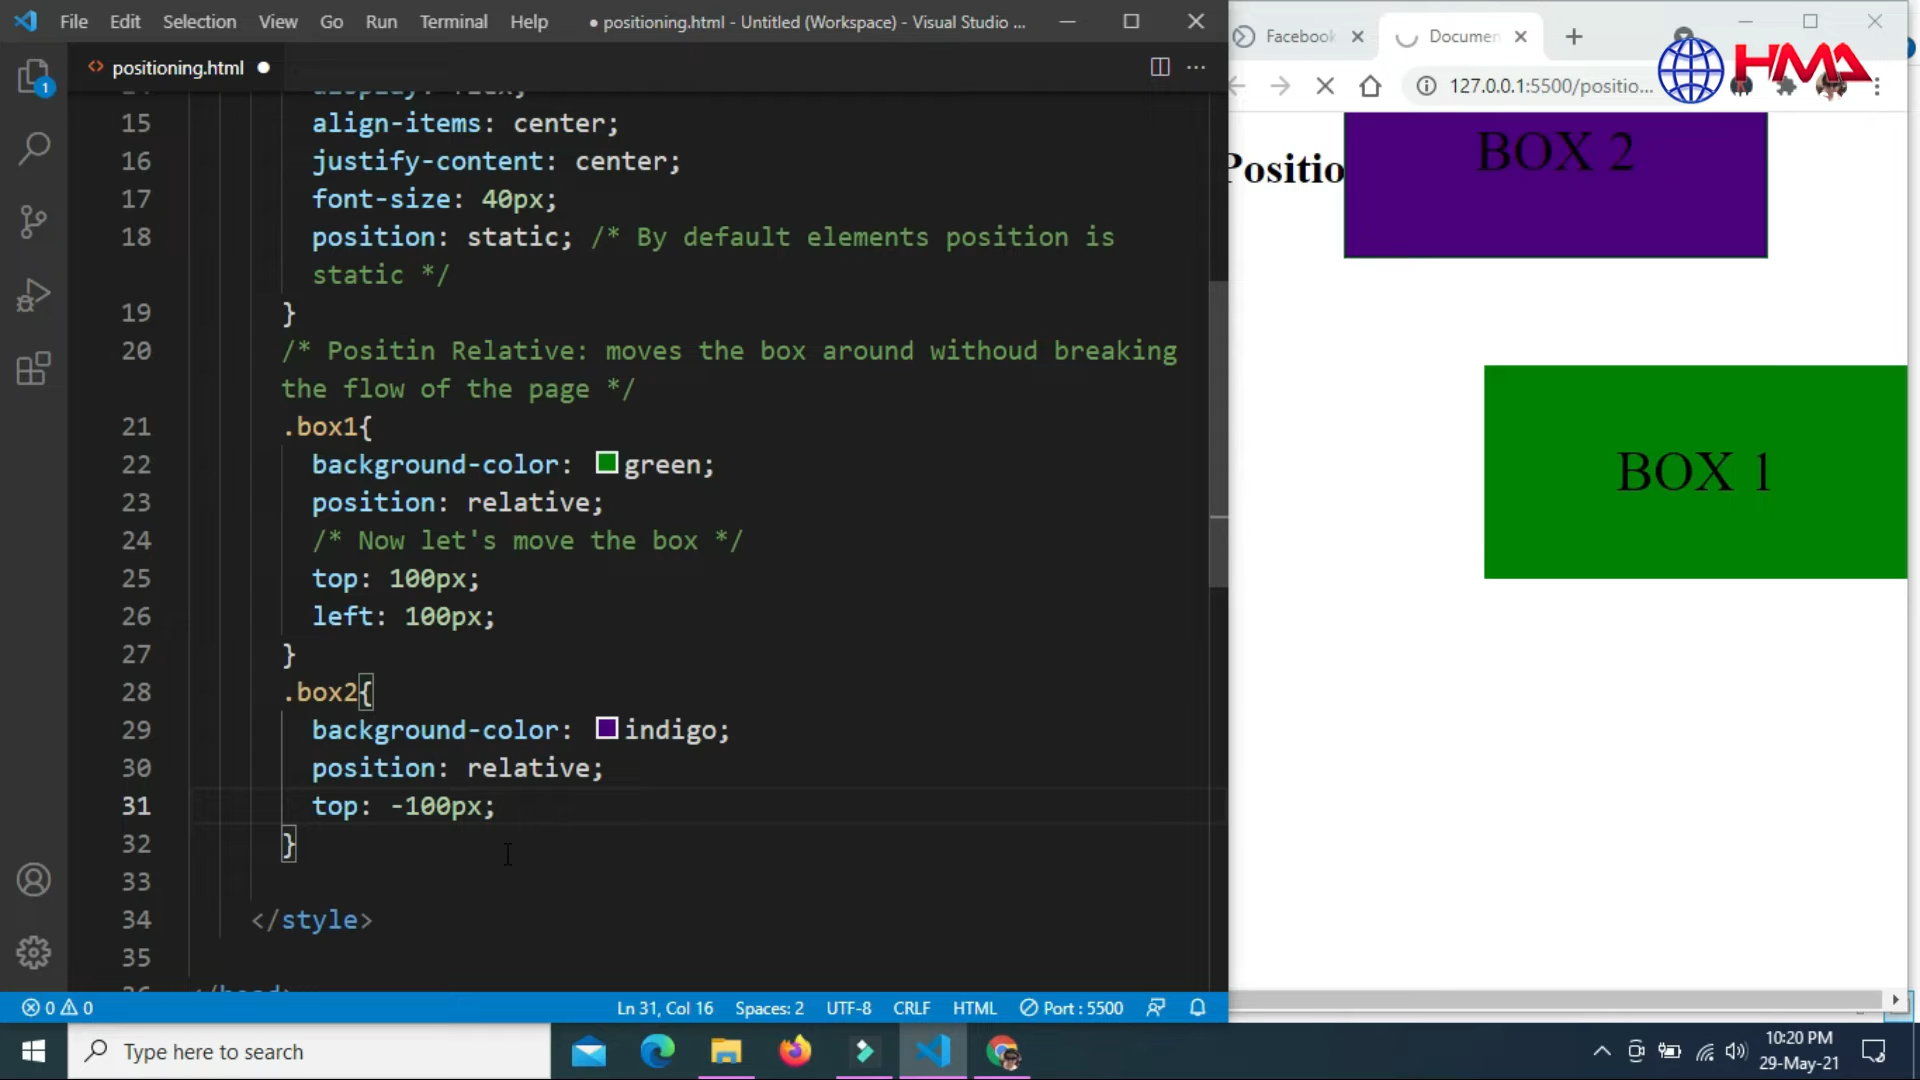 File Edit Selection View Go Run Terminal Help ● positioning.html - Untitled (Workspace) - Visual Studio ...
positioning.html
15 align-items: center;
16 justify-content: center;
17 font-size: 40px;
18 position: static; /* By default elements position is
static */
19 }
20 /* Positin Relative: moves the box around withoud breaking
the flow of the page */
21 .box1{
22 background-color: green;
23 position: relative;
24 /* Now let's move the box */
25 top: 100px;
26 left: 100px;
27 }
28 .box2{
29 background-color: indigo;
30 position: relative;
31 top: -100px;
32 }
33
34 </style>
35
0 0 Ln 31, Col 16 Spaces: 2 UTF-8 CRLF HTML Port : 5500
1
Facebook Documen
127.0.0.1:5500/positio...
HMA
BOX 2
Positio
BOX 1
Type here to search
10:20 PM
29-May-21